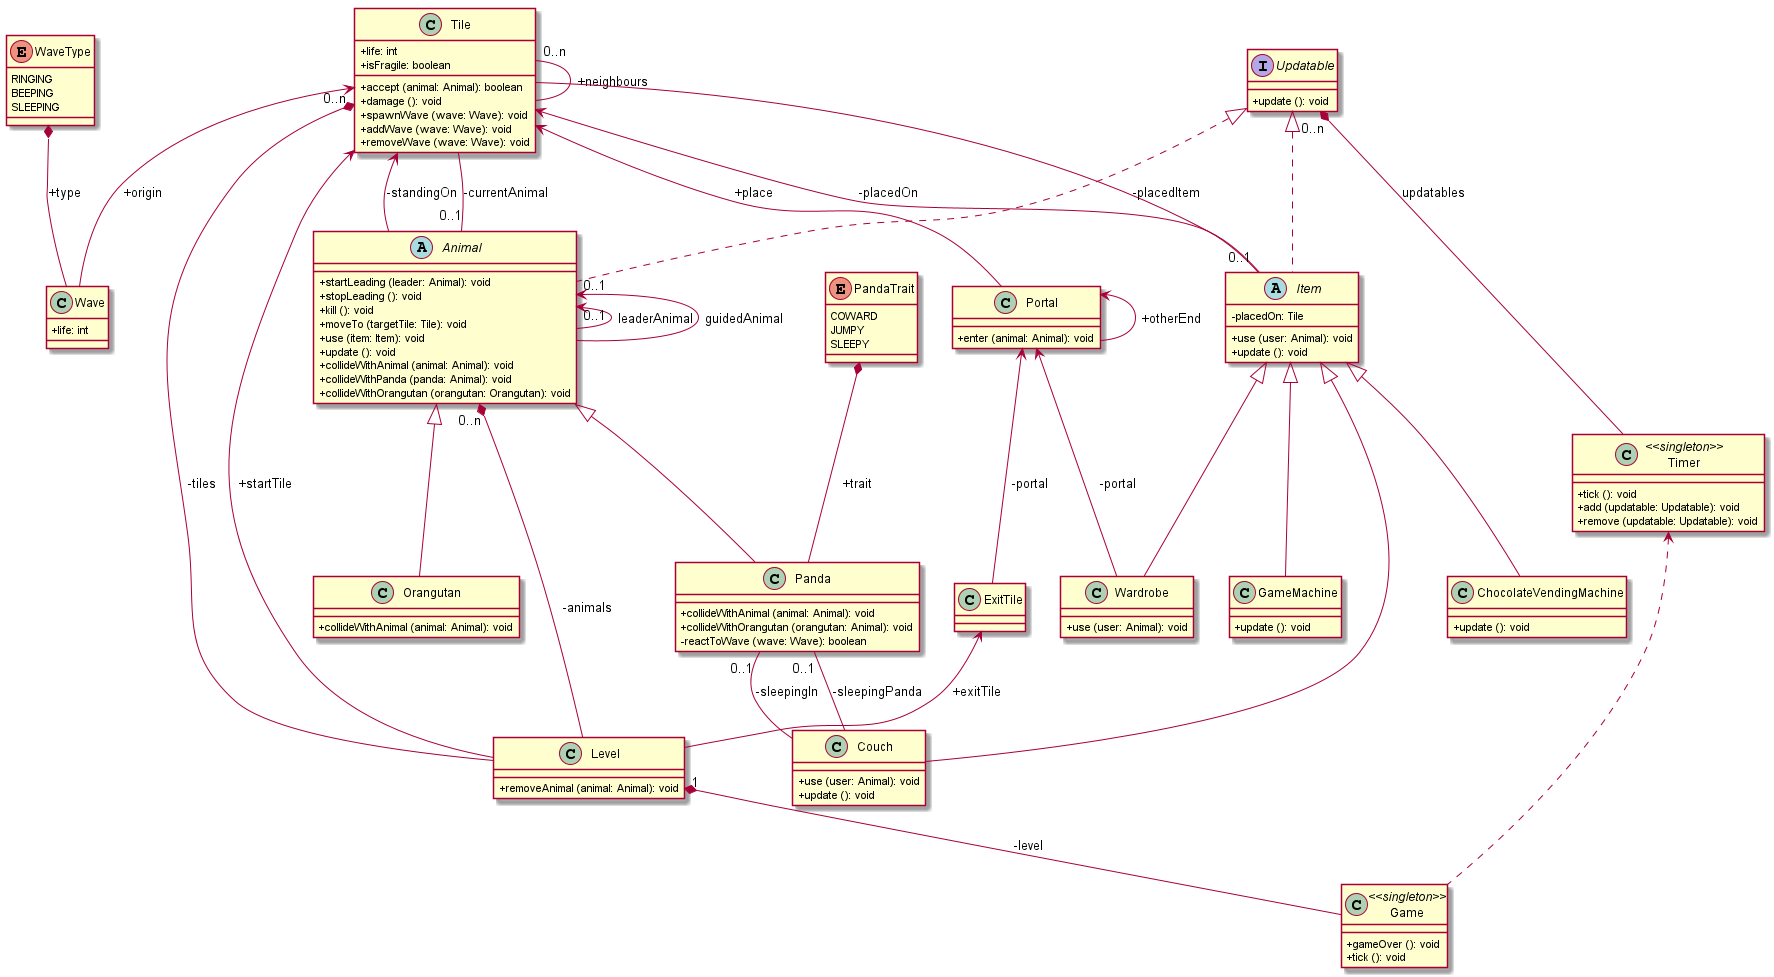 C Tile
+life: int
+isFragile: boolean
+accept (animal: Animal): boolean
+damage (): void
+spawnWave (wave: Wave): void
+addWave (wave: Wave): void
+removeWave (wave: Wave): void
0..n
+neighbours
0..n
E WaveType
RINGING
BEEPING
SLEEPING
I Updatable
+update (): void
0..n
+type
+origin
-standingOn
-currentAnimal
0..1
+place
-placedOn
-placedItem
0..1
updatables
A Animal
+startLeading (leader: Animal): void
+stopLeading (): void
+kill (): void
+moveTo (targetTile: Tile): void
+use (item: Item): void
+update (): void
+collideWithAnimal (animal: Animal): void
+collideWithPanda (panda: Animal): void
+collideWithOrangutan (orangutan: Orangutan): void
0..1
0..1
leaderAnimal
guidedAnimal
0..n
C Wave
+life: int
E PandaTrait
COWARD
JUMPY
SLEEPY
C Portal
+enter (animal: Animal): void
+otherEnd
A Item
-placedOn: Tile
+use (user: Animal): void
+update (): void
-tiles
+startTile
+trait
-portal
-portal
C <<singleton>>
Timer
+tick (): void
+add (updatable: Updatable): void
+remove (updatable: Updatable): void
C Orangutan
+collideWithAnimal (animal: Animal): void
-animals
C Panda
+collideWithAnimal (animal: Animal): void
+collideWithOrangutan (orangutan: Animal): void
-reactToWave (wave: Wave): boolean
C ExitTile
C Wardrobe
+use (user: Animal): void
C GameMachine
+update (): void
C ChocolateVendingMachine
+update (): void
0..1
0..1
-sleepingIn
-sleepingPanda
+exitTile
C Level
+removeAnimal (animal: Animal): void
1
C Couch
+use (user: Animal): void
+update (): void
-level
C <<singleton>>
Game
+gameOver (): void
+tick (): void